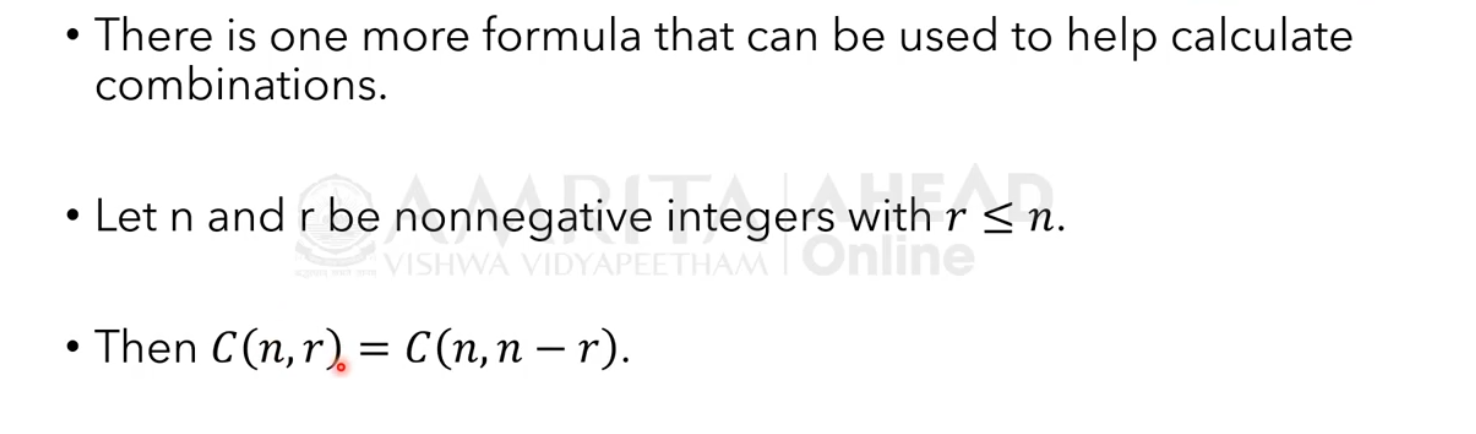 • There is one more formula that can be used to help calculate
combinations.
AMRITA | AHEAD
• Let n and r be nonnegative integers with r ≤ n.
VISHWA VIDYAPEETHAM | Online
• Then C(n, r) = C(n, n − r).